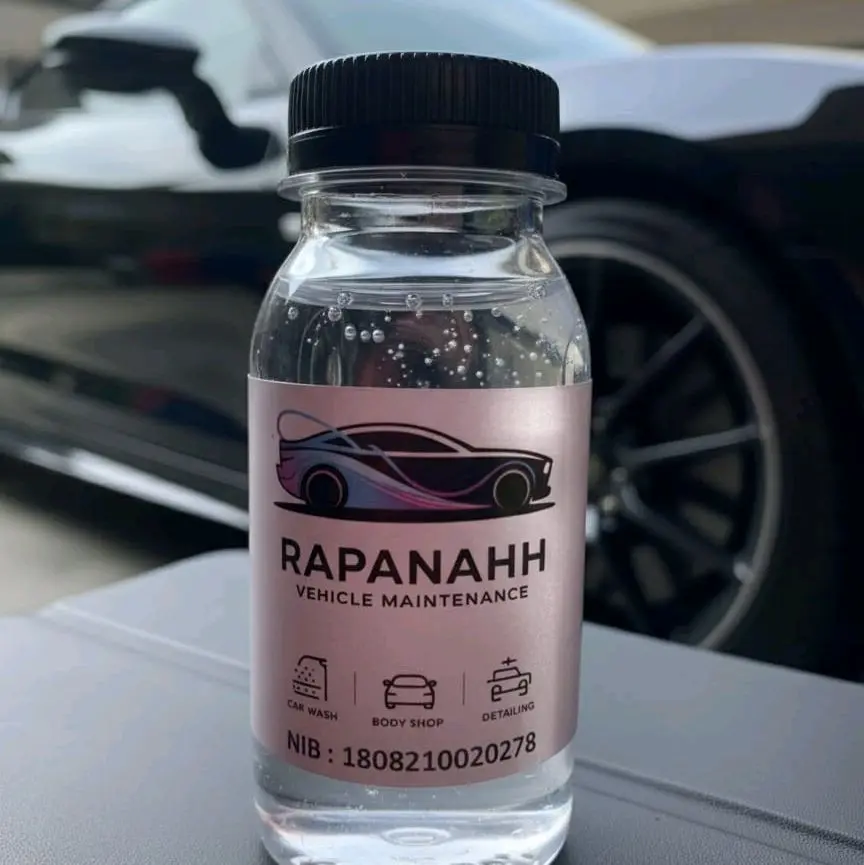 RAPANAHH
VEHICLE MAINTENANCE
CAR WASH
BODY SHOP
DETAILING
NIB : 1808210020278